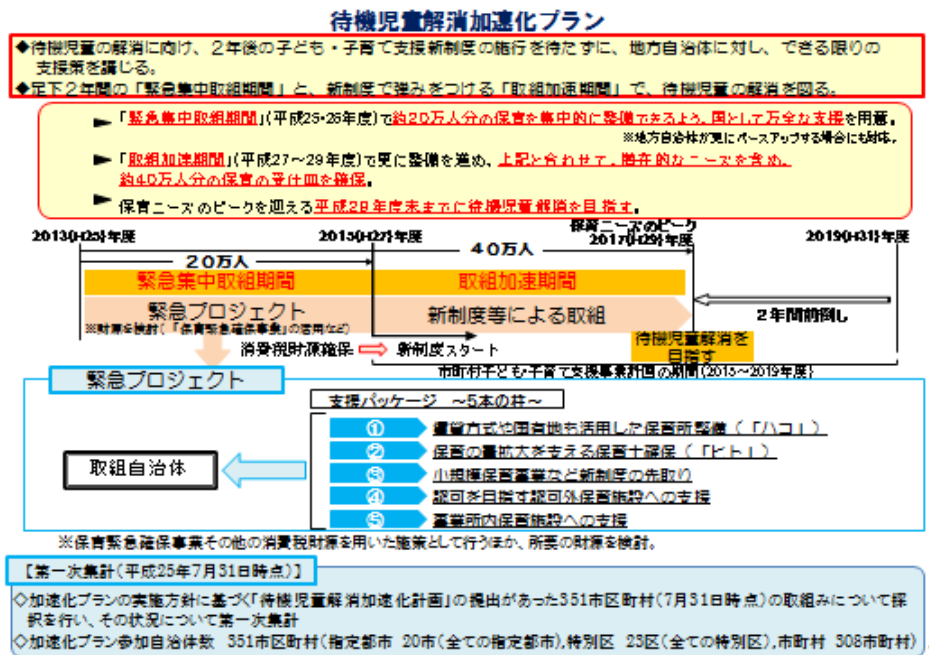 待機児童解消加速化プラン
◆待機児童の解消に向け、2年後の子ども・子育て支援新制度の施行を待たずに、地方自治体に対し、できる限りの
支援策を講じる。
◆足下2年間の「緊急集中取組期間」と、新制度で弾みをつける「取組加速期間」で、待機児童の解消を図る。
►「緊急集中取組期間」(平成25・26年度)で約20万人分の保育を集中的に整備できるよう、国として万全な支援を用意。
※地方自治体が更にペースアップする場合にも対応。
►「取組加速期間」(平成27~29年度)で更に整備を進め、上記と合わせて、潜在的なニーズを含め、
約40万人分の保育の受け皿を確保。
► 保育ニーズのピークを迎える平成29年度末までに待機児童解消を目指す。
保育ニーズのピーク
2013(H25)年度 2015(H27)年度 2017(H29)年度 2019(H31)年度
20万人 40万人
緊急集中取組期間 取組加速期間
緊急プロジェクト 新制度等による取組 2年間前倒し
※財源を検討(「保育緊急確保事業」の活用など)
消費税財源確保 ⇒ 新制度スタート 待機児童解消を
目指す
市町村子ども・子育て支援事業計画の期間(2015~2019年度)
緊急プロジェクト
支援パッケージ ~5本の柱~
① 賃貸方式や国有地も活用した保育所整備(「ハコ」)
② 保育の量拡大を支える保育士確保(「ヒト」)
取組自治体
③ 小規模保育事業など新制度の先取り
④ 認可を目指す認可外保育施設への支援
⑤ 事業所内保育施設への支援
※保育緊急確保事業その他の消費税財源を用いた施策として行うほか、所要の財源を検討。
【第一次集計(平成25年7月31日時点)】
◇加速化プランの実施方針に基づく「待機児童解消加速化計画」の提出があった351市区町村(7月31日時点)の取組みについて採
択を行い、その状況について第一次集計
◇加速化プラン参加自治体数 351市区町村(指定都市 20市(全ての指定都市),特別区 23区(全ての特別区),市町村 308市町村)